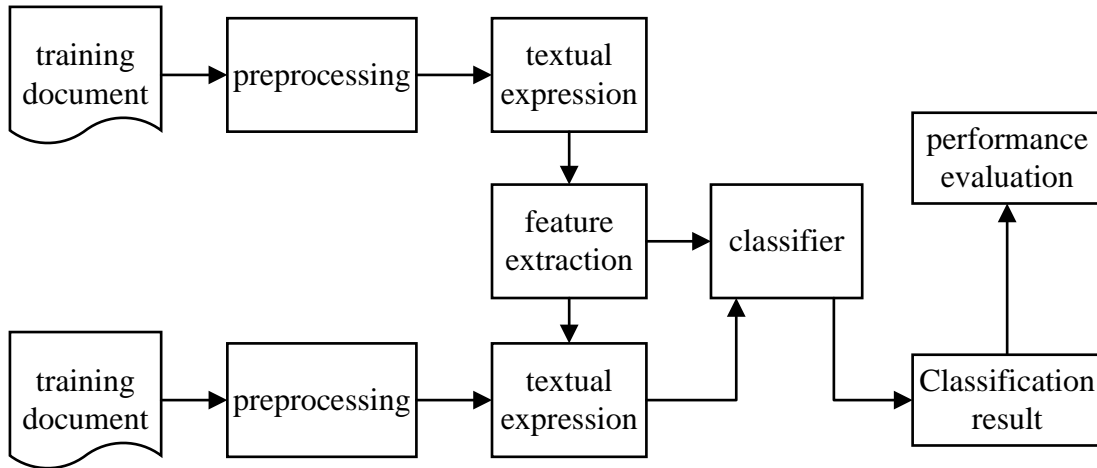 training
document
preprocessing
textual
expression
feature
extraction
classifier
performance
evaluation
training
document
preprocessing
textual
expression
Classification
result